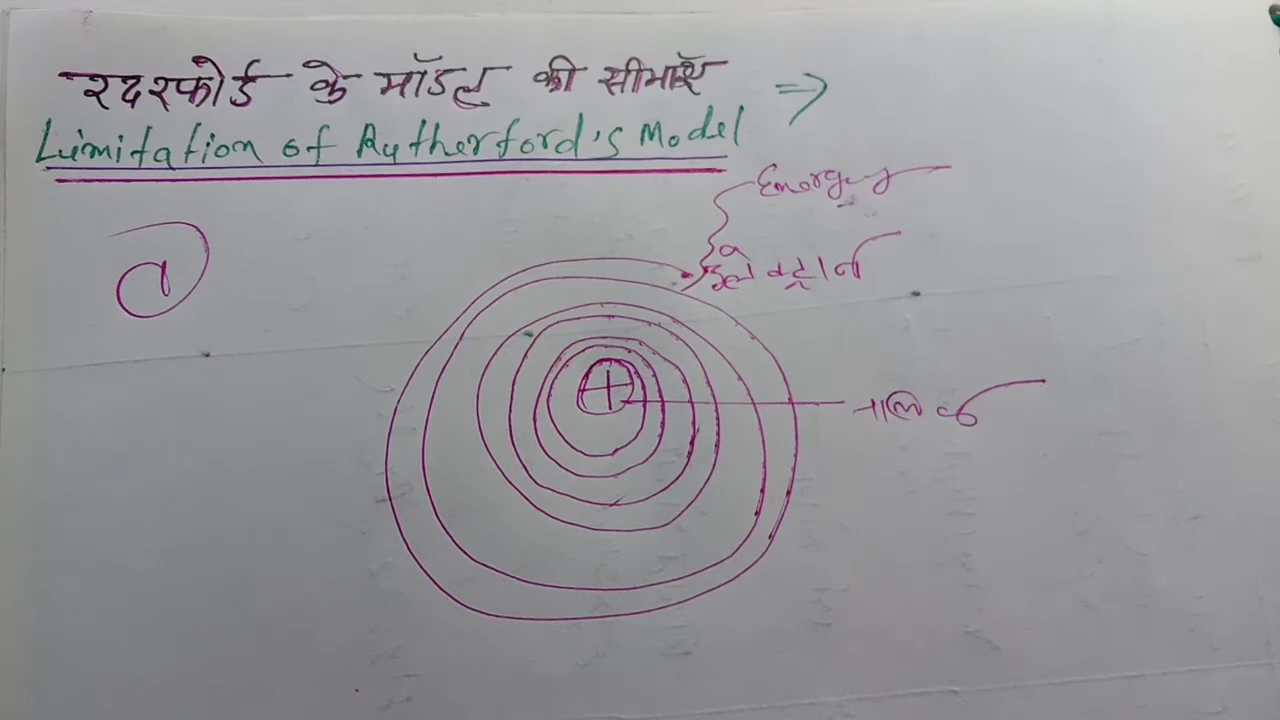 रदरफोर्ड के मॉडल की सीमाएँ ⇒
Limitation of Rutherford's Model
Energy
इलेक्ट्रान
+
नाभिक